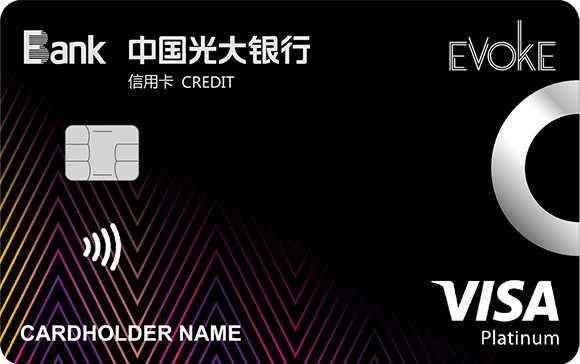 Bank 中国光大银行
信用卡 CREDIT
EVOKE
VISA
Platinum
CARDHOLDER NAME